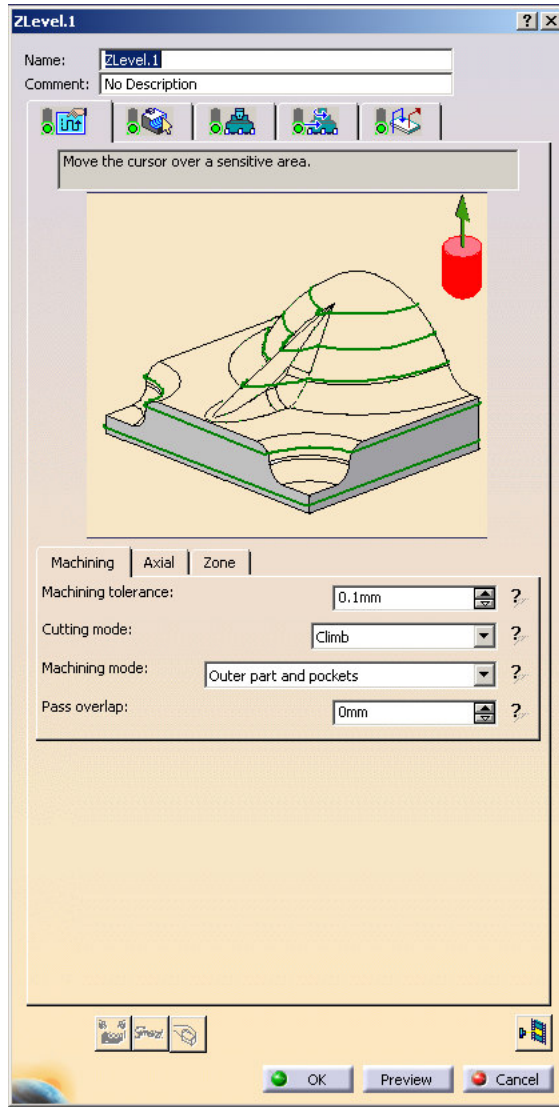 ZLevel.1
Name: ZLevel.1
Comment: No Description
Move the cursor over a sensitive area.
Machining Axial Zone
Machining tolerance: 0.1mm ?
Cutting mode: Climb ?
Machining mode: Outer part and pockets ?
Pass overlap: 0mm ?
OK Preview Cancel